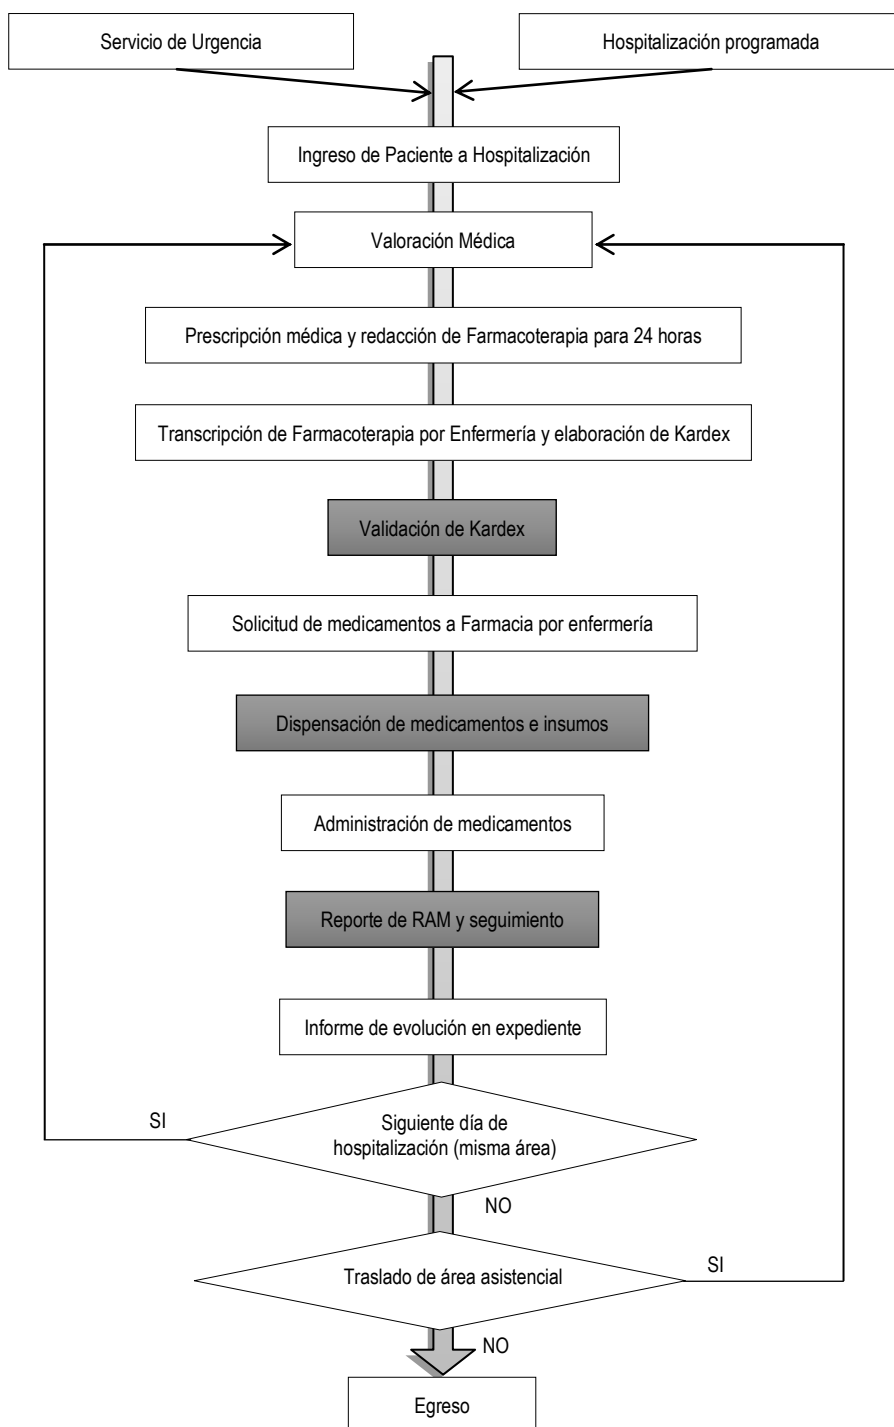 Servicio de Urgencia
Hospitalización programada
Ingreso de Paciente a Hospitalización
Valoración Médica
Prescripción médica y redacción de Farmacoterapia para 24 horas
Transcripción de Farmacoterapia por Enfermería y elaboración de Kardex
Validación de Kardex
Solicitud de medicamentos a Farmacia por enfermería
Dispensación de medicamentos e insumos
Administración de medicamentos
Reporte de RAM y seguimiento
Informe de evolución en expediente
SI
Siguiente día de
hospitalización (misma área)
NO
Traslado de área asistencial
SI
NO
Egreso